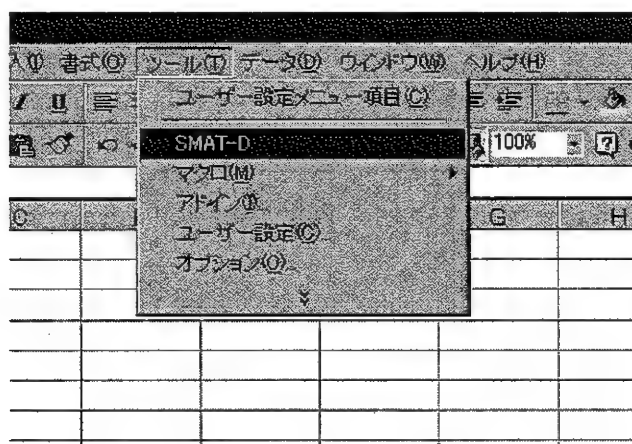 入(I) 書式(O) ツール(T) データ(D) ウィンドウ(W) ヘルプ(H)
ユーザー設定メニュー項目(C)
I U 100%
SMAT-D
マクロ(M)
アドイン(I)...
ユーザー設定(C)...
オプション(O)...
C G H